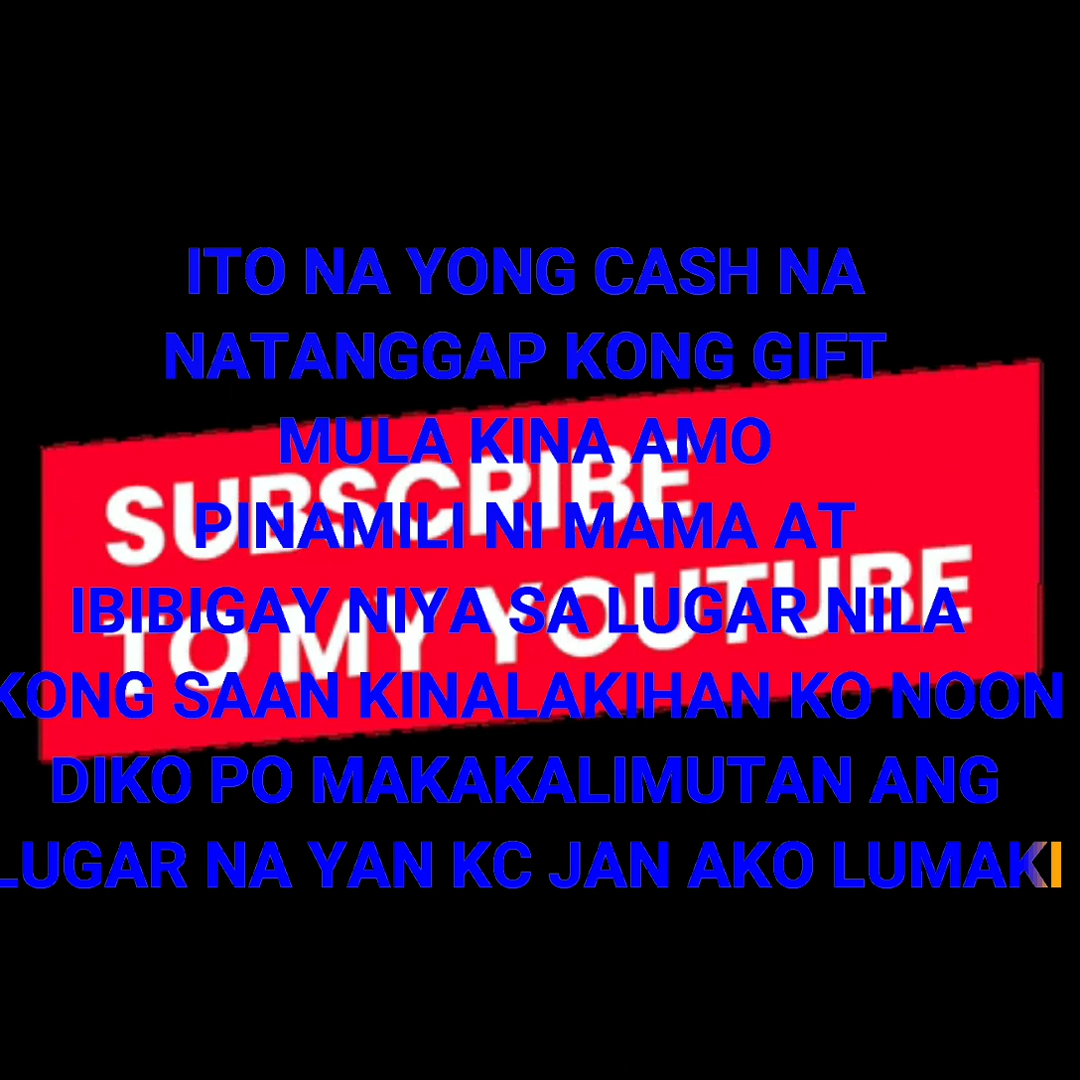 ITO NA YONG CASH NA
NATANGGAP KONG GIFT
MULA KINA AMO
PINAMILI NI MAMA AT
IBIBIGAY NIYA SA LUGAR NILA
KONG SAAN KINALAKIHAN KO NOON
DIKO PO MAKAKALIMUTAN ANG
LUGAR NA YAN KC JAN AKO LUMAKI
SUBSCRIBE
TO MY YOUTUBE